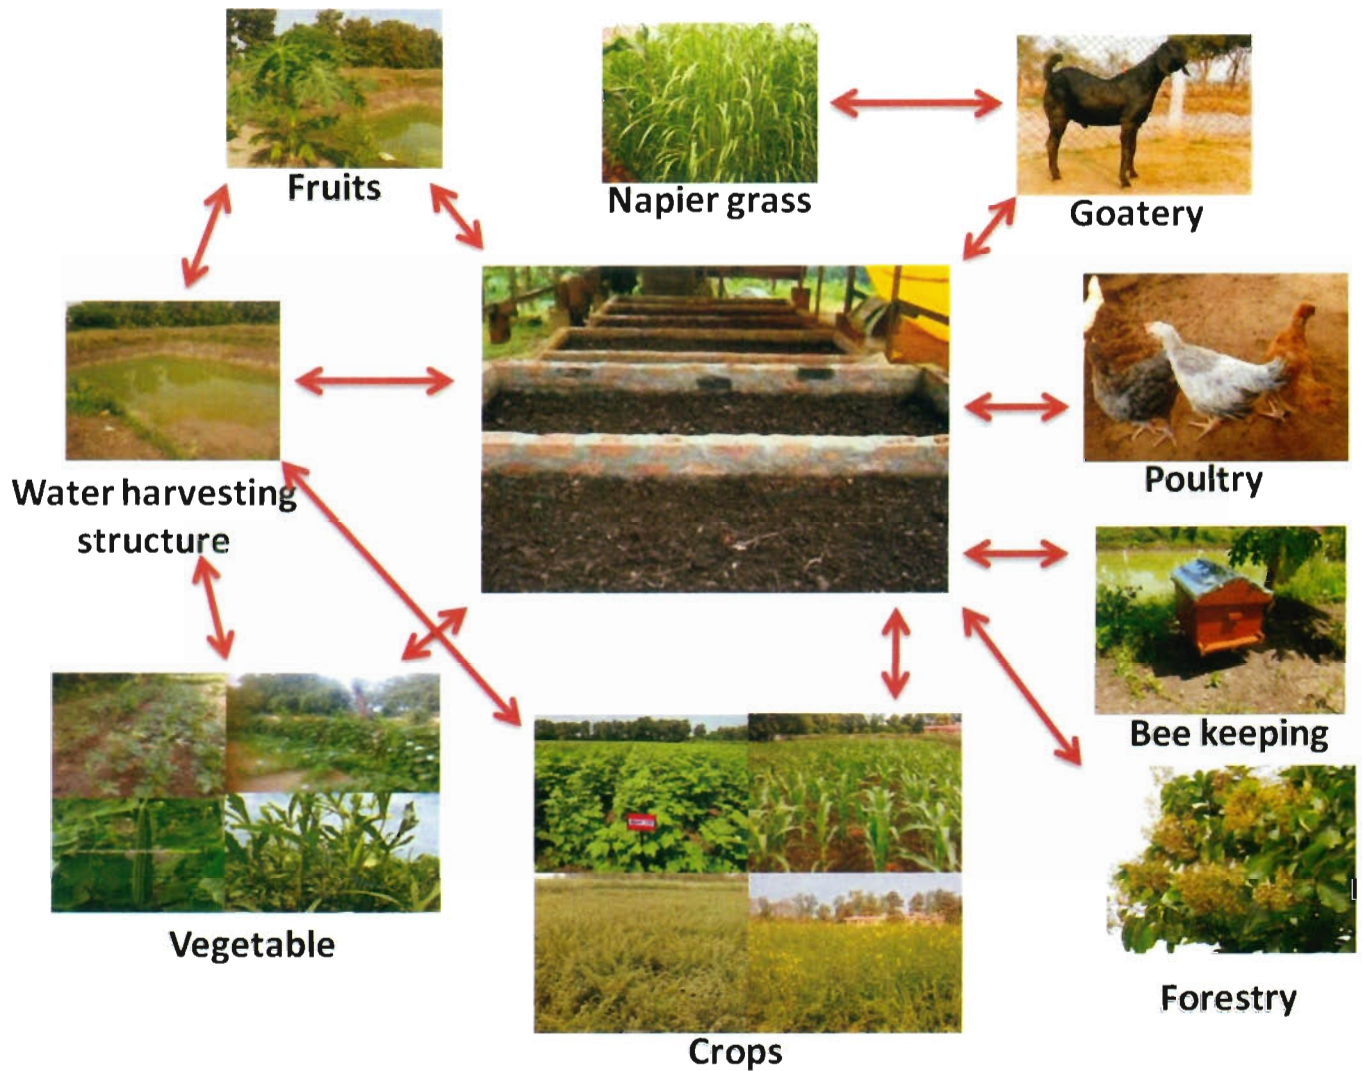 Fruits
Napier grass
Goatery
Water harvesting
structure
Poultry
Bee keeping
Vegetable
Forestry
Crops